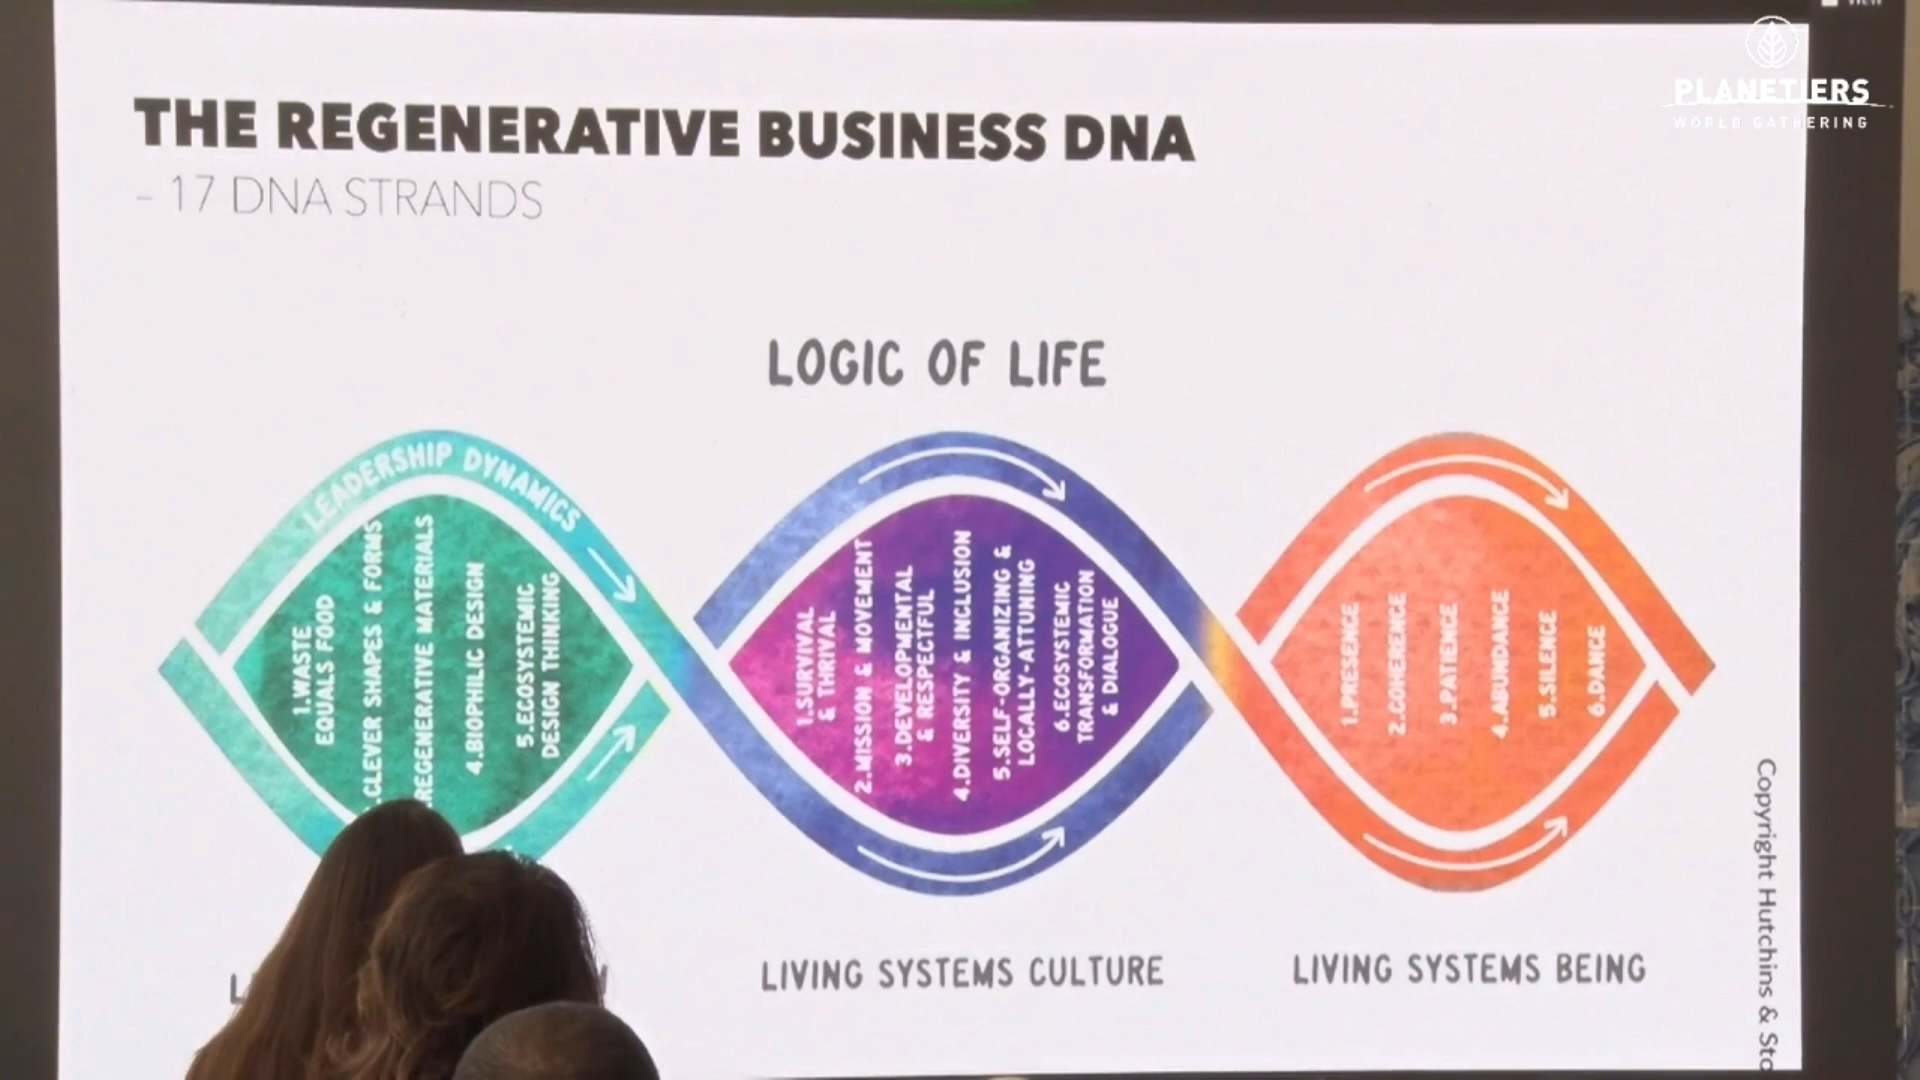 PLANETIERS
WORLD GATHERING
THE REGENERATIVE BUSINESS DNA
- 17 DNA STRANDS
LOGIC OF LIFE
LEADERSHIP DYNAMICS
1.WASTE
EQUALS FOOD
.CLEVER SHAPES & FORMS
.REGENERATIVE MATERIALS
4.BIOPHILIC DESIGN
5.ECOSYSTEMIC
DESIGN THINKING
1.SURVIVAL
& THRIVAL
2.MISSION & MOVEMENT
3.DEVELOPMENTAL
& RESPECTFUL
4.DIVERSITY & INCLUSION
5.SELF-ORGANIZING &
LOCALLY-ATTUNING
6.ECOSYSTEMIC
TRANSFORMATION
& DIALOGUE
1.PRESENCE
2.COHERENCE
3.PATIENCE
4.ABUNDANCE
5.SILENCE
6.DANCE
LIVING SYSTEMS CULTURE
LIVING SYSTEMS BEING
Copyright Hutchins &